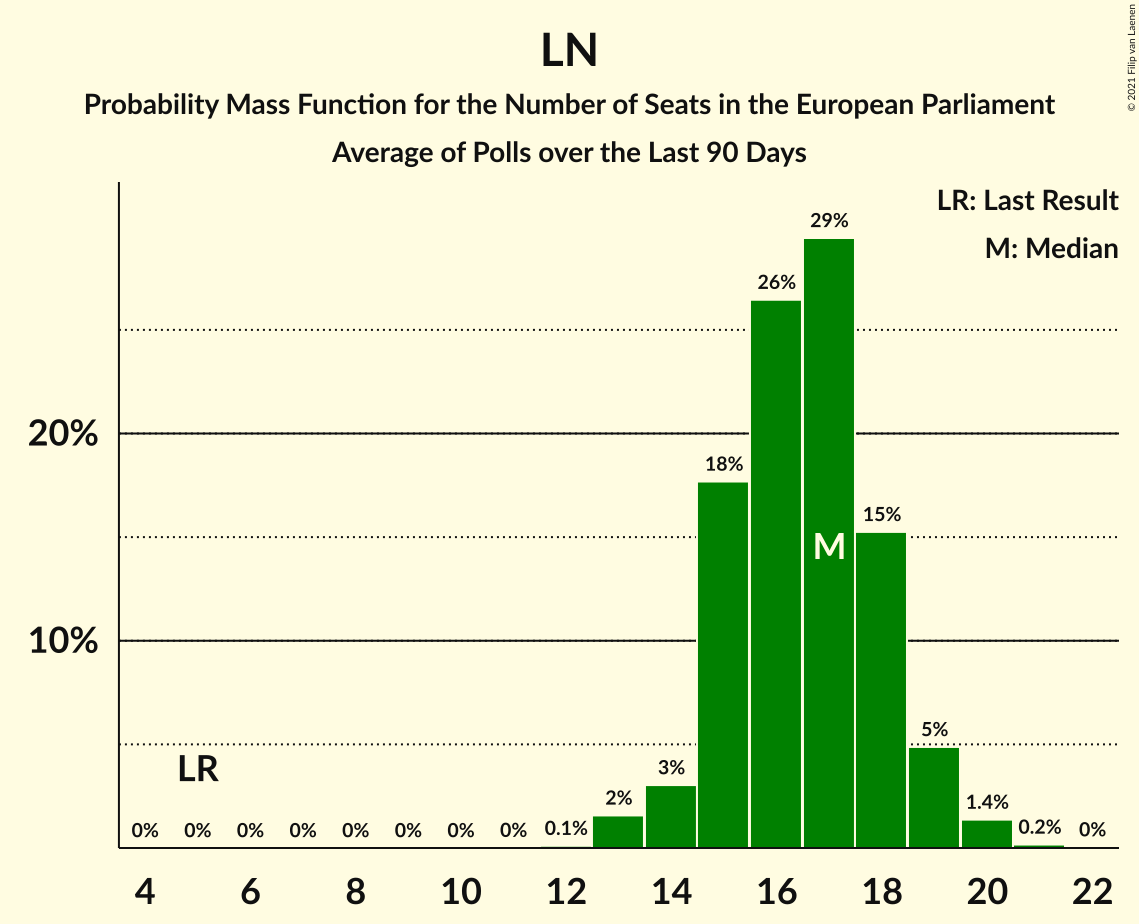 LN
Probability Mass Function for the Number of Seats in the European Parliament
Average of Polls over the Last 90 Days
© 2021 Filip van Laenen
LR: Last Result
M: Median
20%
10%
0% 0% 0% 0% 0% 0% 0% 0% 0.1% 2% 3% 18% 26% 29% 15% 5% 1.4% 0.2% 0%
LR
M
4 6 8 10 12 14 16 18 20 22